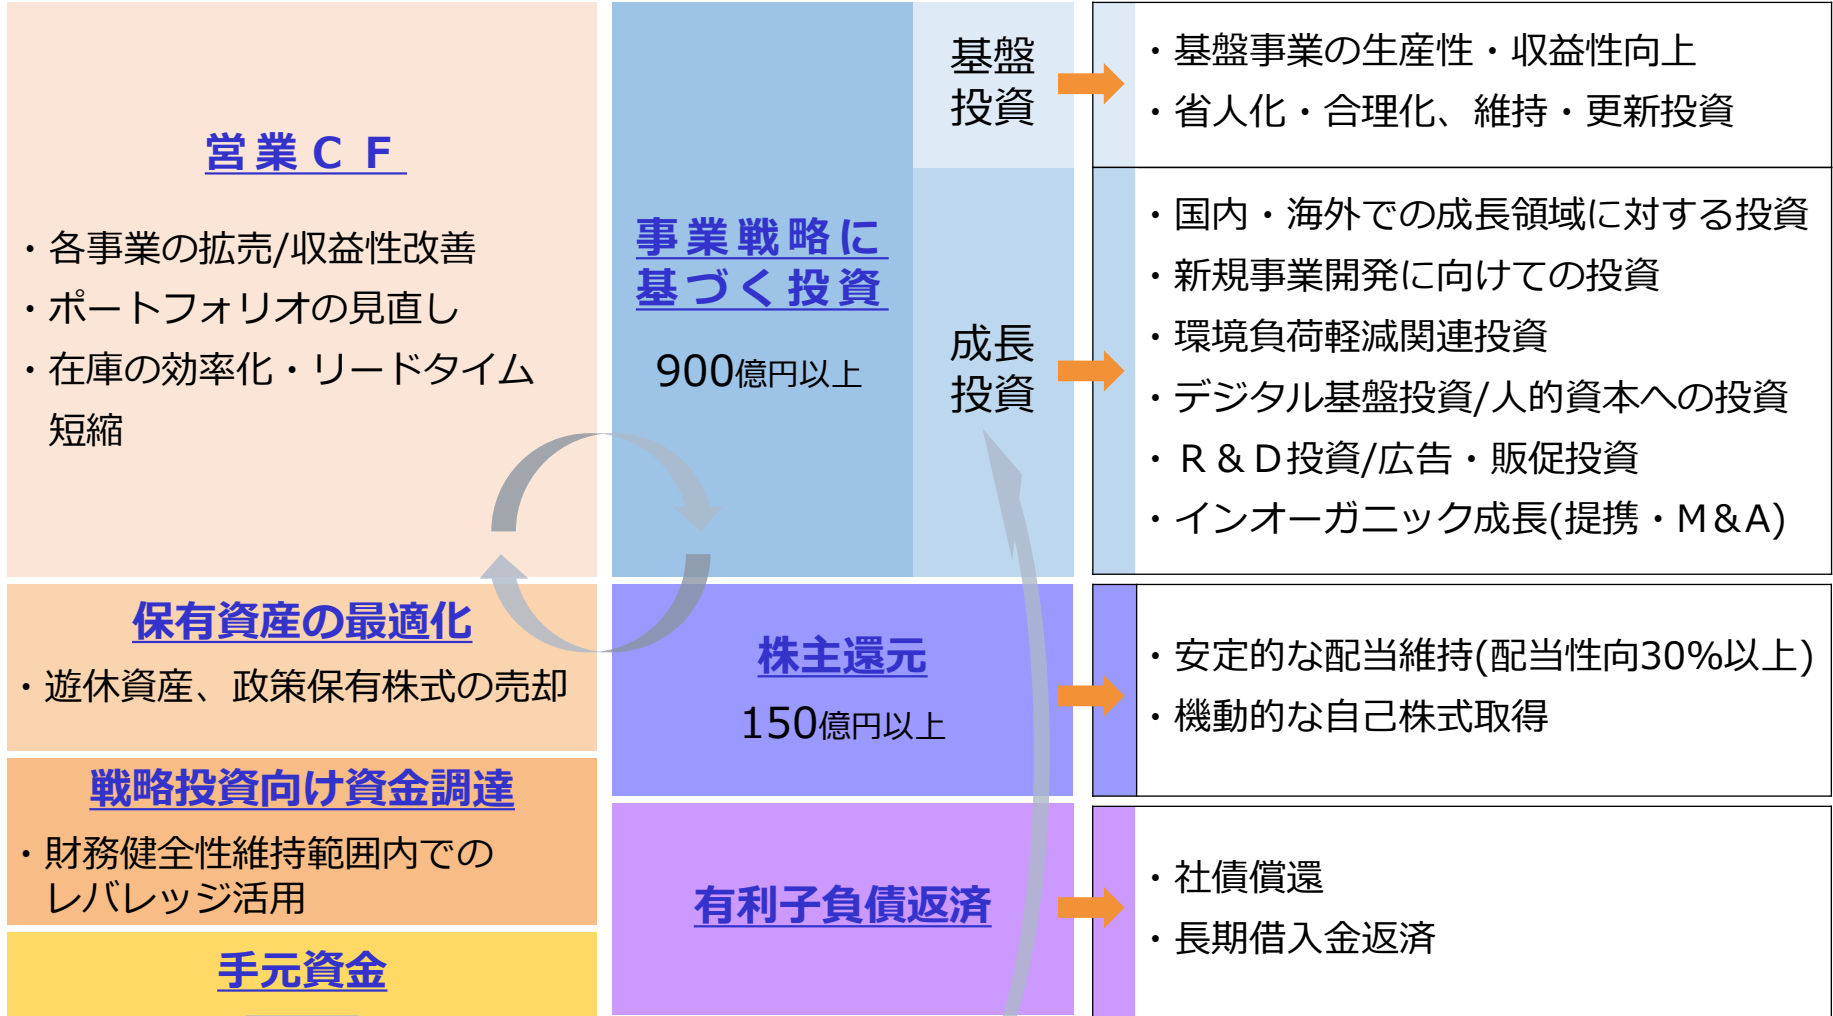 営業ＣＦ
・各事業の拡売/収益性改善
・ポートフォリオの見直し
・在庫の効率化・リードタイム
短縮
保有資産の最適化
・遊休資産、政策保有株式の売却
戦略投資向け資金調達
・財務健全性維持範囲内での
レバレッジ活用
手元資金
事業戦略に
基づく投資
900億円以上
基盤
投資
成長
投資
株主還元
150億円以上
有利子負債返済
・基盤事業の生産性・収益性向上
・省人化・合理化、維持・更新投資
・国内・海外での成長領域に対する投資
・新規事業開発に向けての投資
・環境負荷軽減関連投資
・デジタル基盤投資/人的資本への投資
・Ｒ＆Ｄ投資/広告・販促投資
・インオーガニック成長(提携・Ｍ＆Ａ)
・安定的な配当維持(配当性向30%以上)
・機動的な自己株式取得
・社債償還
・長期借入金返済